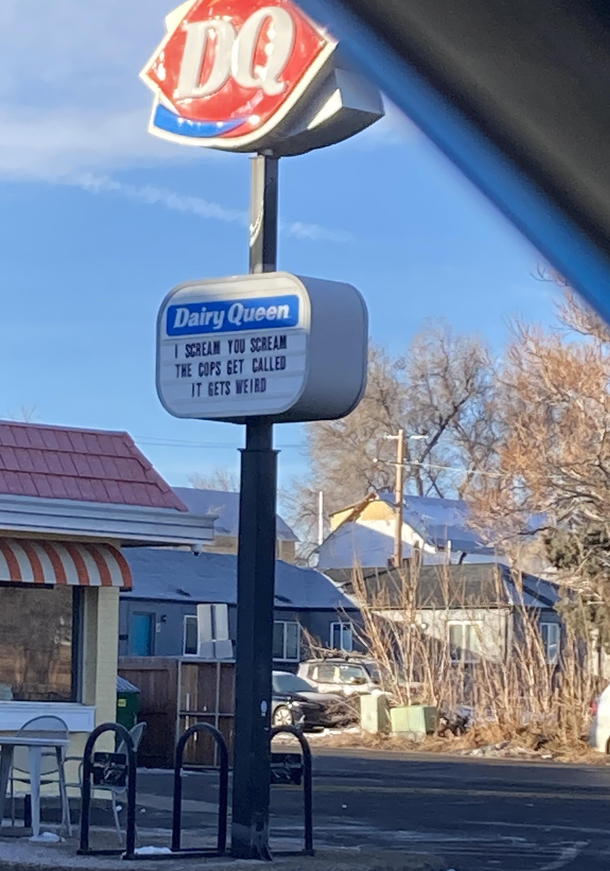 DQ
Dairy Queen
I SCREAM YOU SCREAM
THE COPS GET CALLED
IT GETS WEIRD